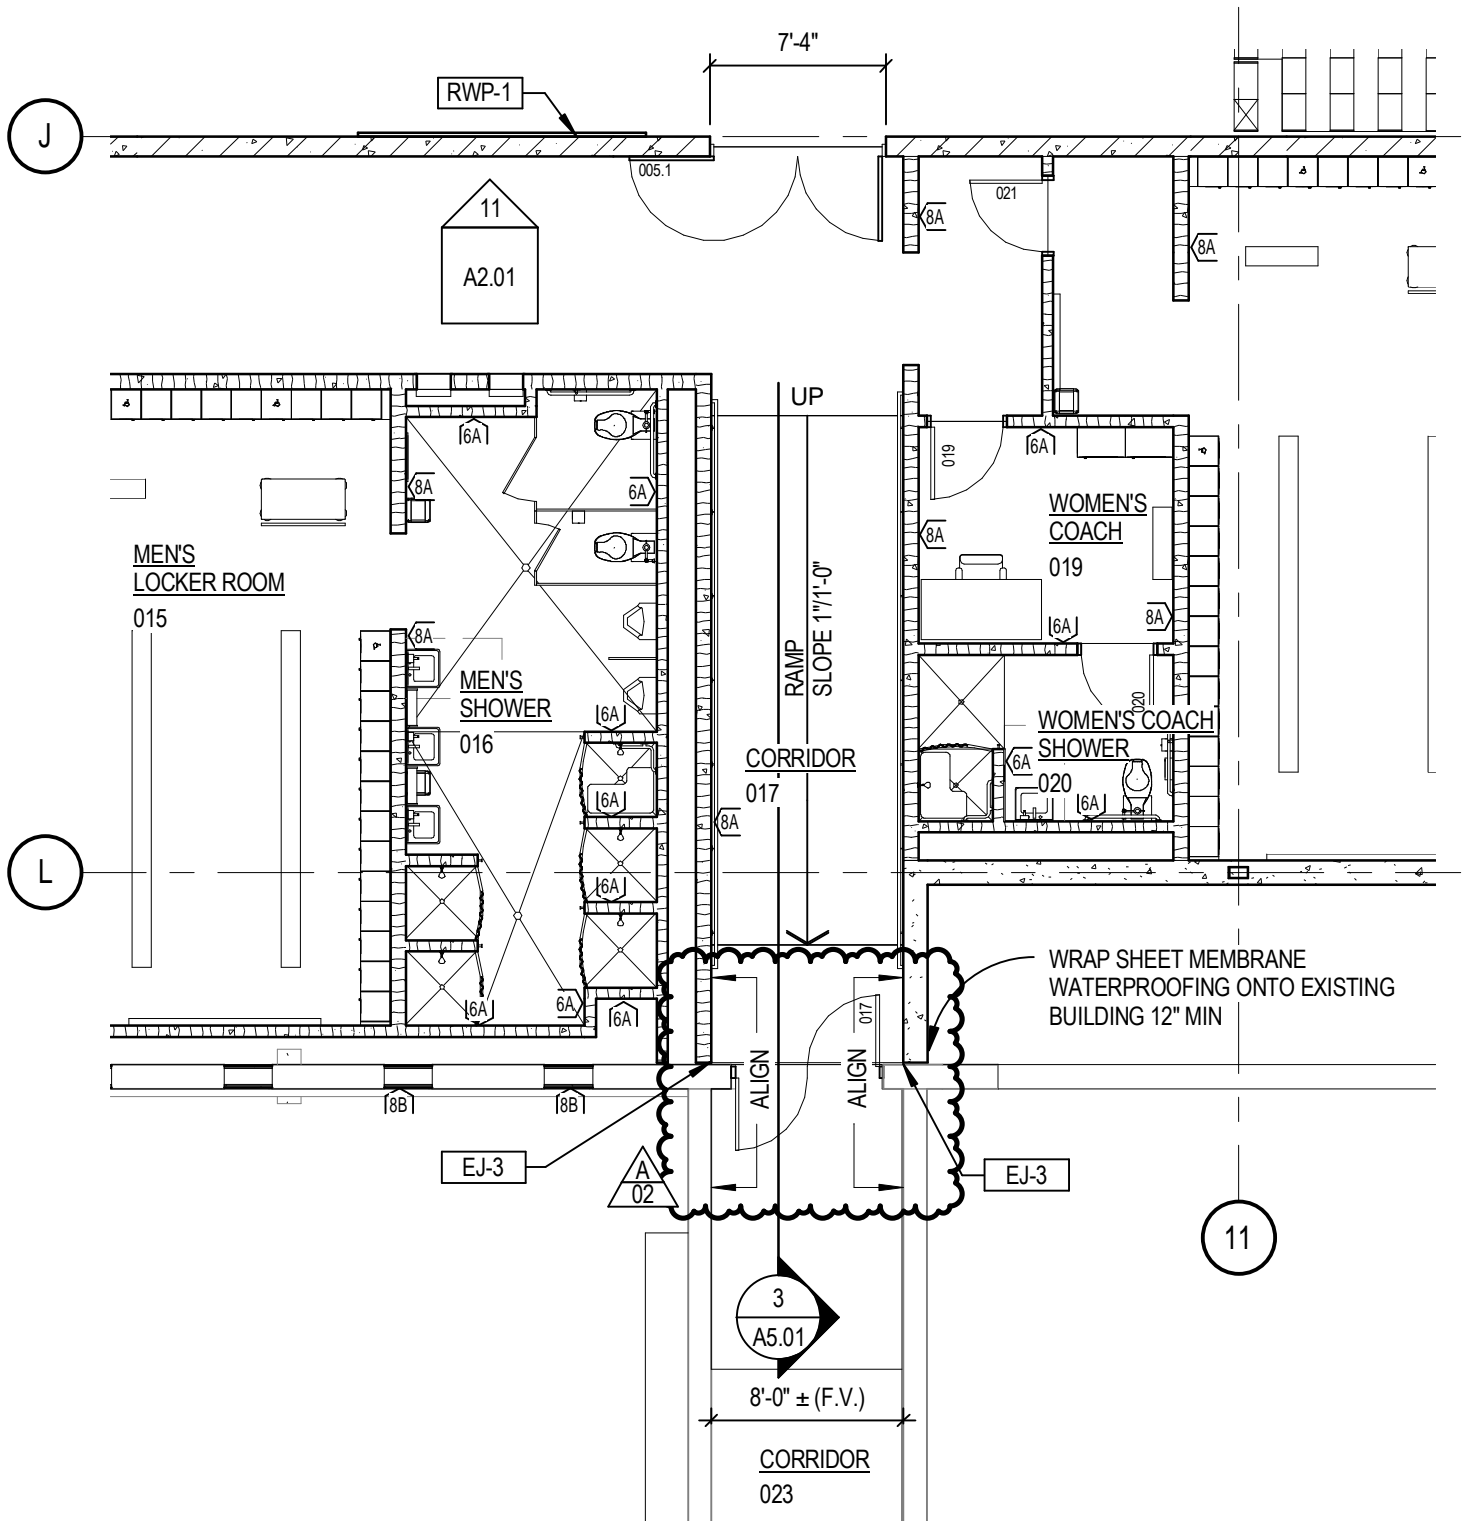 7'-4"
RWP-1
J
005.1
11
A2.01
8A
021
8A
UP
6A
8A
6A
019
6A
WOMEN'S
COACH
019
8A
MEN'S
LOCKER ROOM
015
RAMP
SLOPE 1"/1'-0"
8A
6A
8A
MEN'S
SHOWER
016
6A
020
WOMEN'S COACH
SHOWER
020
CORRIDOR
017
6A
6A
6A
8A
L
6A
WRAP SHEET MEMBRANE
WATERPROOFING ONTO EXISTING
BUILDING 12" MIN
6A
6A
6A
017
ALIGN
ALIGN
8B
8B
EJ-3
A
02
EJ-3
11
3
A5.01
8'-0" ± (F.V.)
CORRIDOR
023